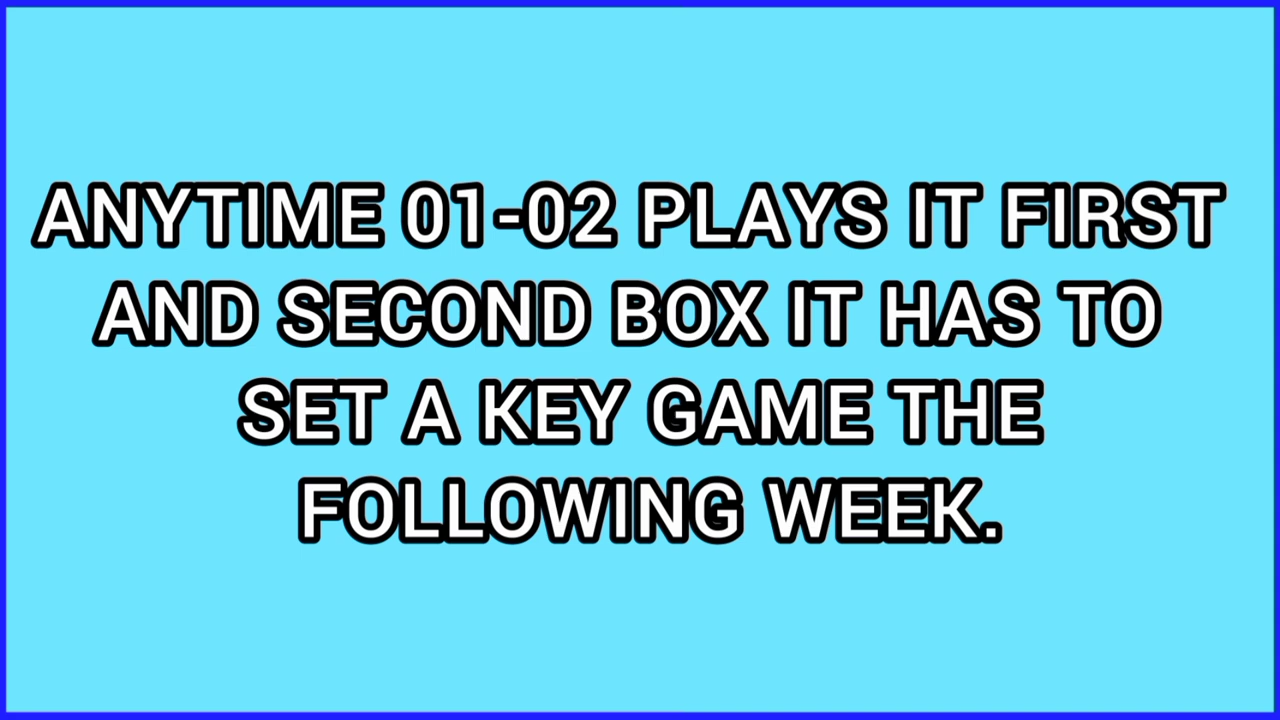 ANYTIME 01-02 PLAYS IT FIRST
AND SECOND BOX IT HAS TO
SET A KEY GAME THE
FOLLOWING WEEK.